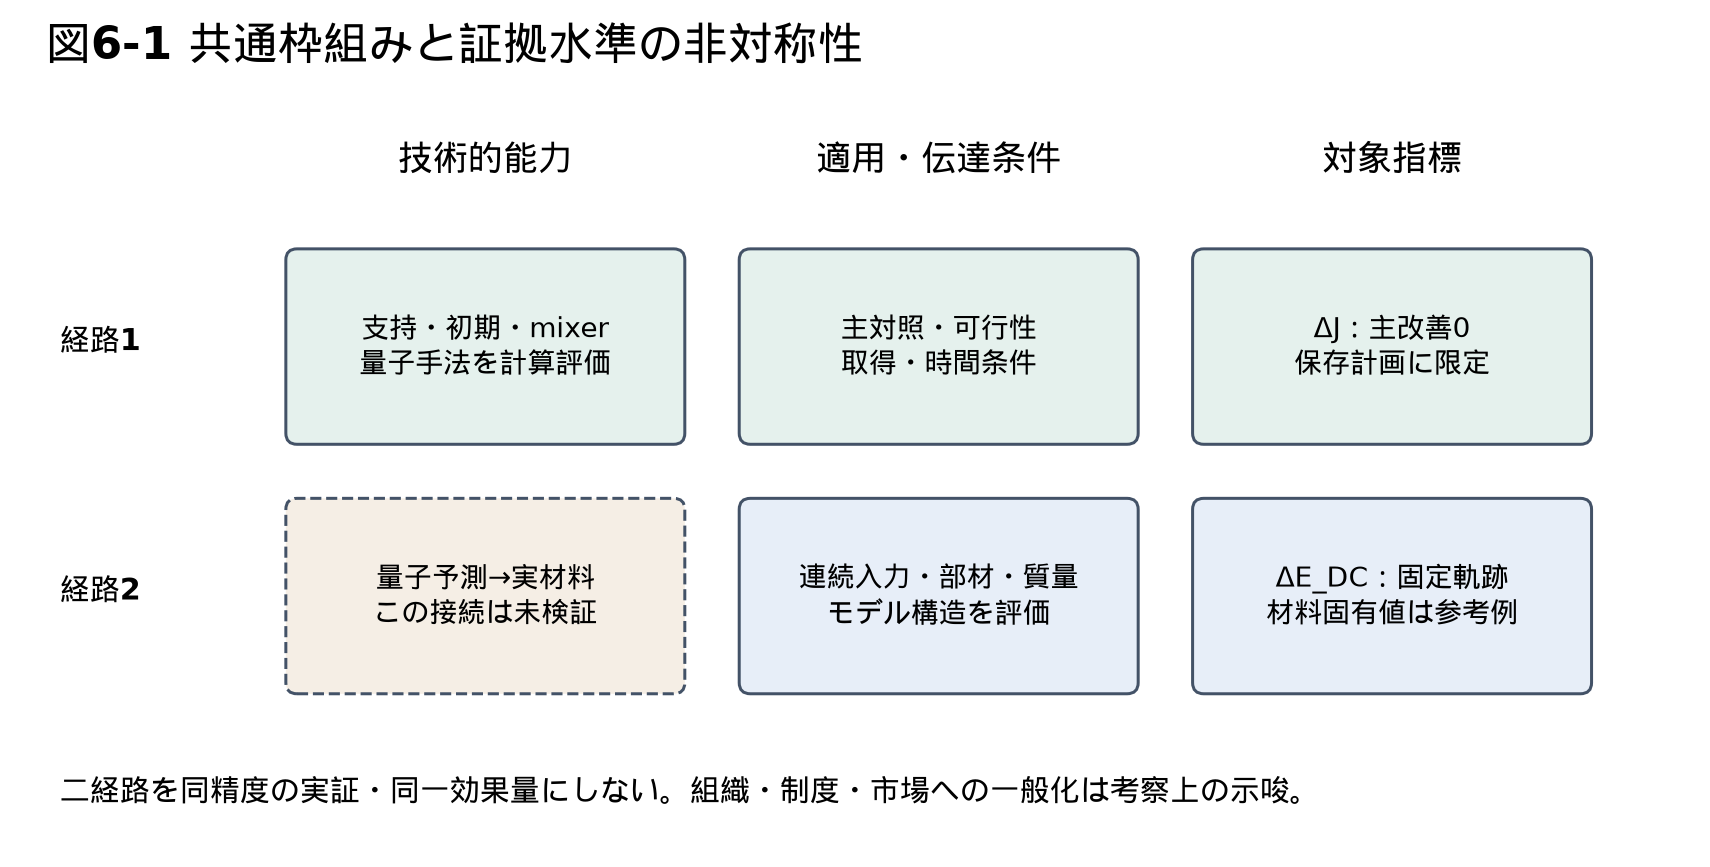 図6-1 共通枠組みと証拠水準の非対称性
技術的能力
適用・伝達条件
対象指標
経路1
支持・初期・mixer
量子手法を計算評価
主対照・可行性
取得・時間条件
ΔJ：主改善0
保存計画に限定
経路2
量子予測→実材料
この接続は未検証
連続入力・部材・質量
モデル構造を評価
ΔE_DC：固定軌跡
材料固有値は参考例
二経路を同精度の実証・同一効果量にしない。組織・制度・市場への一般化は考察上の示唆。